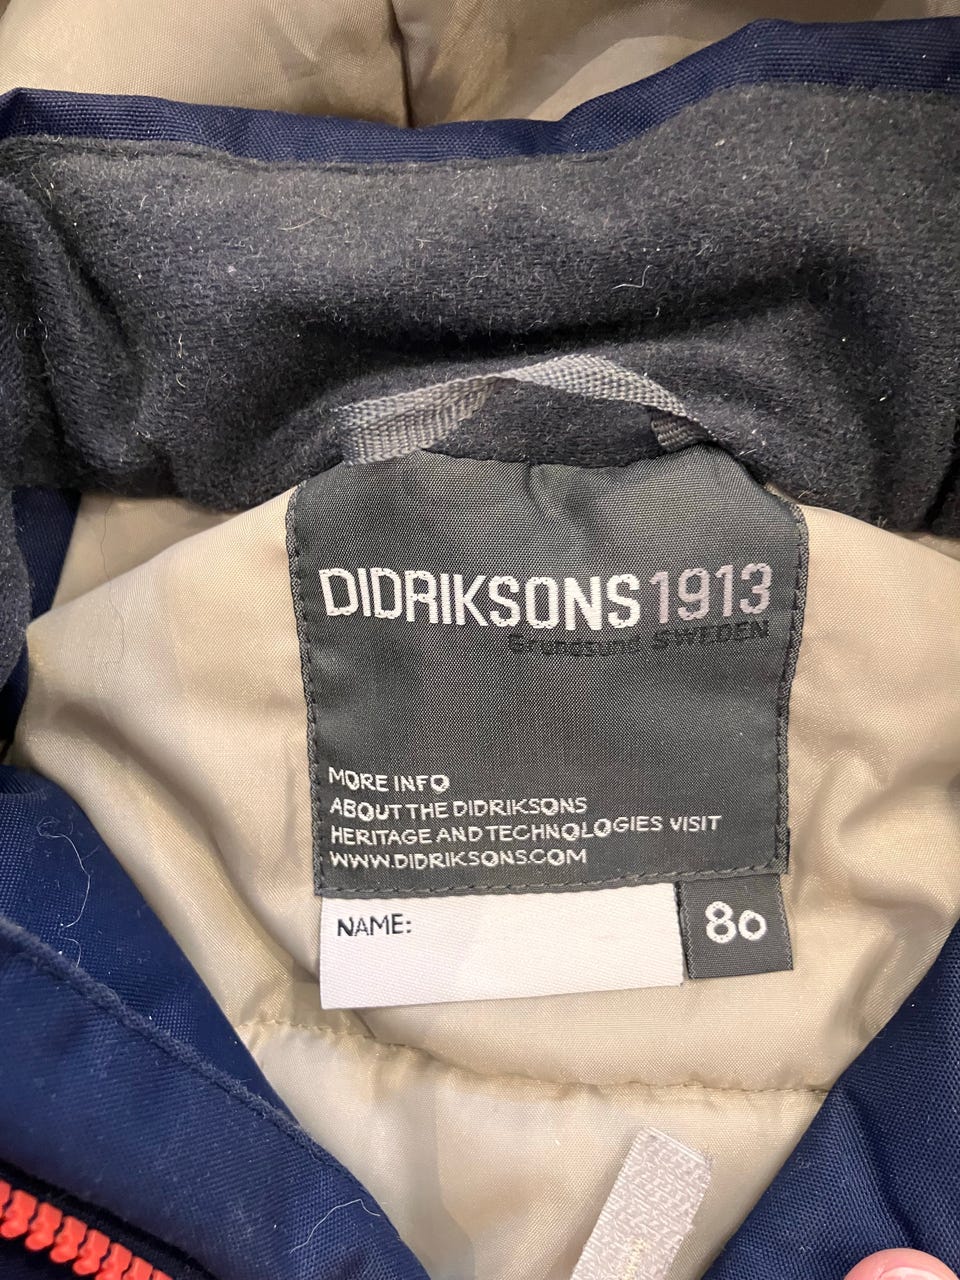 DIDRIKSONS1913
Grundsund SWEDEN
MORE INFO
ABOUT THE DIDRIKSONS
HERITAGE AND TECHNOLOGIES VISIT
WWW.DIDRIKSONS.COM
NAME:
80